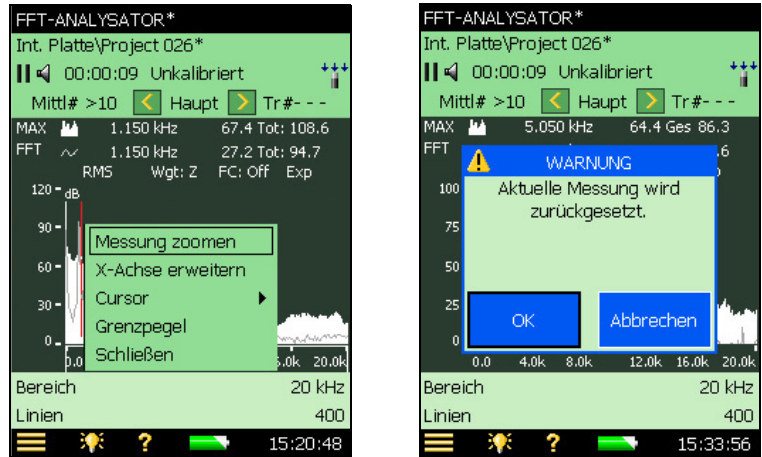 FFT-ANALYSATOR*
Int. Platte\Project 026*
00:00:09 Unkalibriert
Mittl# >10 < Haupt > Tr#- - -
MAX 1.150 kHz 67.4 Tot: 108.6
FFT 1.150 kHz 27.2 Tot: 94.7
RMS Wgt: Z FC: Off Exp
120 dB
90
Messung zoomen
60
X-Achse erweitern
Cursor
30
Grenzpegel
0
Schließen
20.0k
Bereich 20 kHz
Linien 400
? 15:20:48
FFT-ANALYSATOR*
Int. Platte\Project 026*
00:00:09 Unkalibriert
Mittl# >10 < Haupt > Tr#- - -
MAX 5.050 kHz 64.4 Ges 86.3
FFT
WARNUNG
100
Aktuelle Messung wird
zurückgesetzt.
75
50
25
OK Abbrechen
0
0.0 4.0k 8.0k 12.0k 16.0k 20.0k
Bereich 20 kHz
Linien 400
? 15:33:56